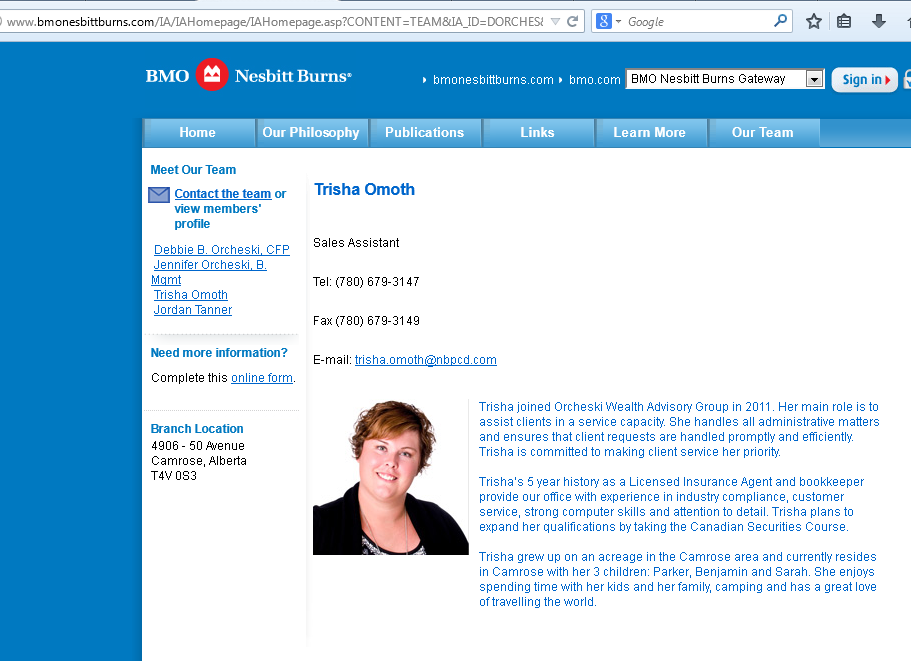 www.bmonesbittburns.com/IA/IAHomepage/IAHomepage.asp?CONTENT=TEAM&IA_ID=DORCHES&
Google
BMO Nesbitt Burns*
bmonesbittburns.com bmo.com BMO Nesbitt Burns Gateway Sign in
Home Our Philosophy Publications Links Learn More Our Team
Meet Our Team
Contact the team or
view members'
profile
Debbie B. Orcheski, CFP
Jennifer Orcheski, B.
Mgmt
Trisha Omoth
Jordan Tanner
Need more information?
Complete this online form.
Branch Location
4906 - 50 Avenue
Camrose, Alberta
T4V 0S3
Trisha Omoth
Sales Assistant
Tel: (780) 679-3147
Fax (780) 679-3149
E-mail: trisha.omoth@nbpcd.com
Trisha joined Orcheski Wealth Advisory Group in 2011. Her main role is to
assist clients in a service capacity. She handles all administrative matters
and ensures that client requests are handled promptly and efficiently.
Trisha is committed to making client service her priority.
Trisha's 5 year history as a Licensed Insurance Agent and bookkeeper
provide our office with experience in industry compliance, customer
service, strong computer skills and attention to detail. Trisha plans to
expand her qualifications by taking the Canadian Securities Course.
Trisha grew up on an acreage in the Camrose area and currently resides
in Camrose with her 3 children: Parker, Benjamin and Sarah. She enjoys
spending time with her kids and her family, camping and has a great love
of travelling the world.